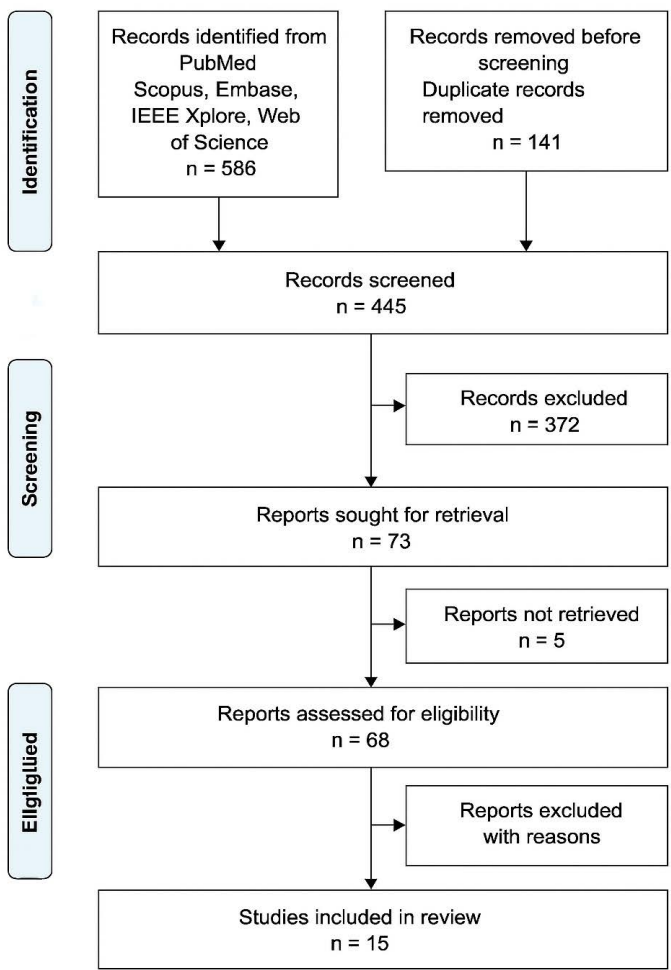 Identification
Records identified from
PubMed
Scopus, Embase,
IEEE Xplore, Web
of Science
n = 586
Records removed before
screening
Duplicate records
removed
n = 141
Records screened
n = 445
Screening
Records excluded
n = 372
Reports sought for retrieval
n = 73
Reports not retrieved
n = 5
Reports assessed for eligibility
n = 68
Reports excluded
with reasons
Studies included in review
n = 15